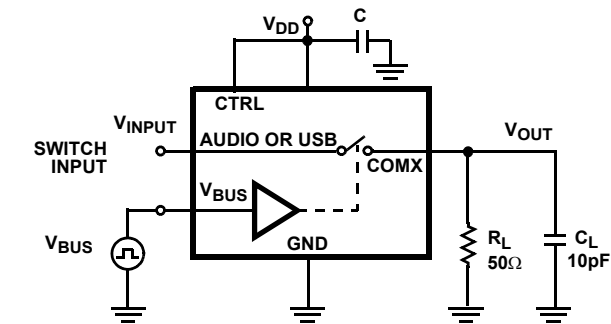 VDD
C
CTRL
VINPUT
SWITCH
INPUT
AUDIO OR USB
COMX
VOUT
VBUS
VBUS
GND
RL
50Ω
CL
10pF